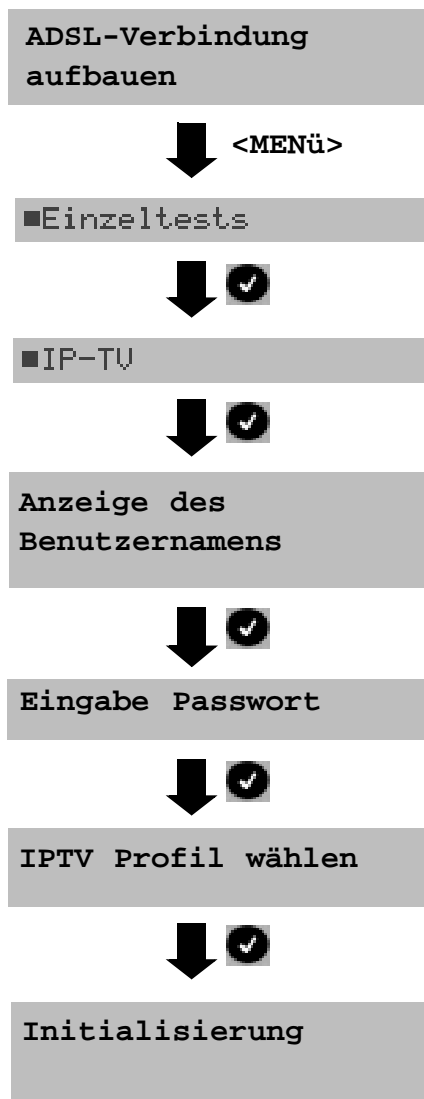 ADSL-Verbindung
aufbauen
<MENü>
■Einzeltests
■IP-TV
Anzeige des
Benutzernamens
Eingabe Passwort
IPTV Profil wählen
Initialisierung